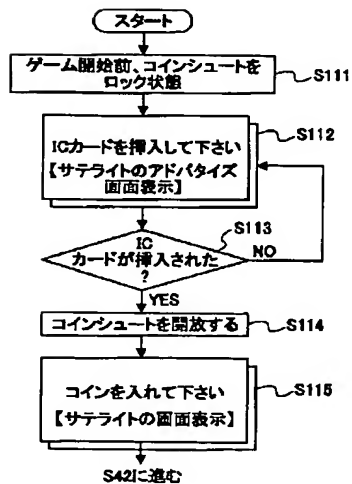 スタート
ゲーム開始前、コインシュートを
ロック状態
S111
ICカードを挿入して下さい
【サテライトのアドバタイズ
画面表示】
S112
IC
カードが挿入された
?
S113
NO
YES
コインシュートを開放する
S114
コインを入れて下さい
【サテライトの画面表示】
S115
S42に進む